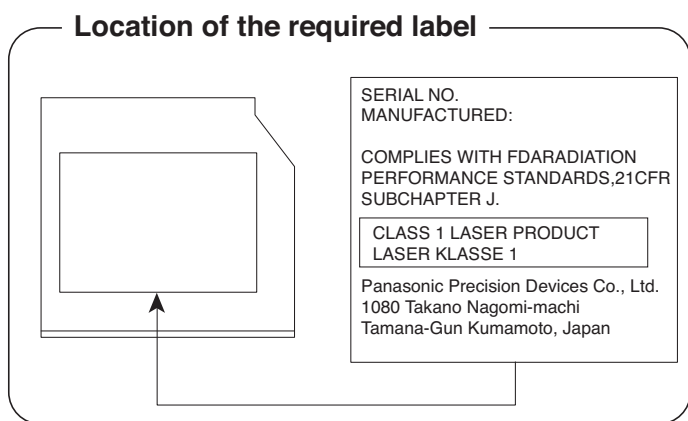 Location of the required label
SERIAL NO.
MANUFACTURED:
COMPLIES WITH FDARADIATION
PERFORMANCE STANDARDS,21CFR
SUBCHAPTER J.
CLASS 1 LASER PRODUCT
LASER KLASSE 1
Panasonic Precision Devices Co., Ltd.
1080 Takano Nagomi-machi
Tamana-Gun Kumamoto, Japan